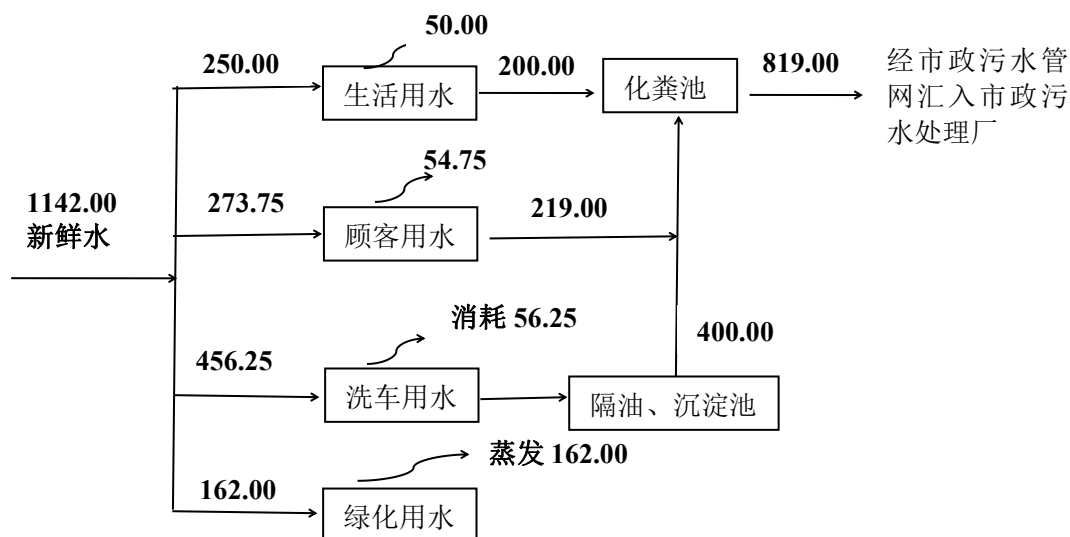 50.00
250.00
生活用水
200.00
化粪池
819.00
经市政污水管
网汇入市政污
水处理厂
54.75
1142.00
新鲜水
273.75
顾客用水
219.00
消耗 56.25
456.25
洗车用水
400.00
隔油、沉淀池
蒸发 162.00
162.00
绿化用水